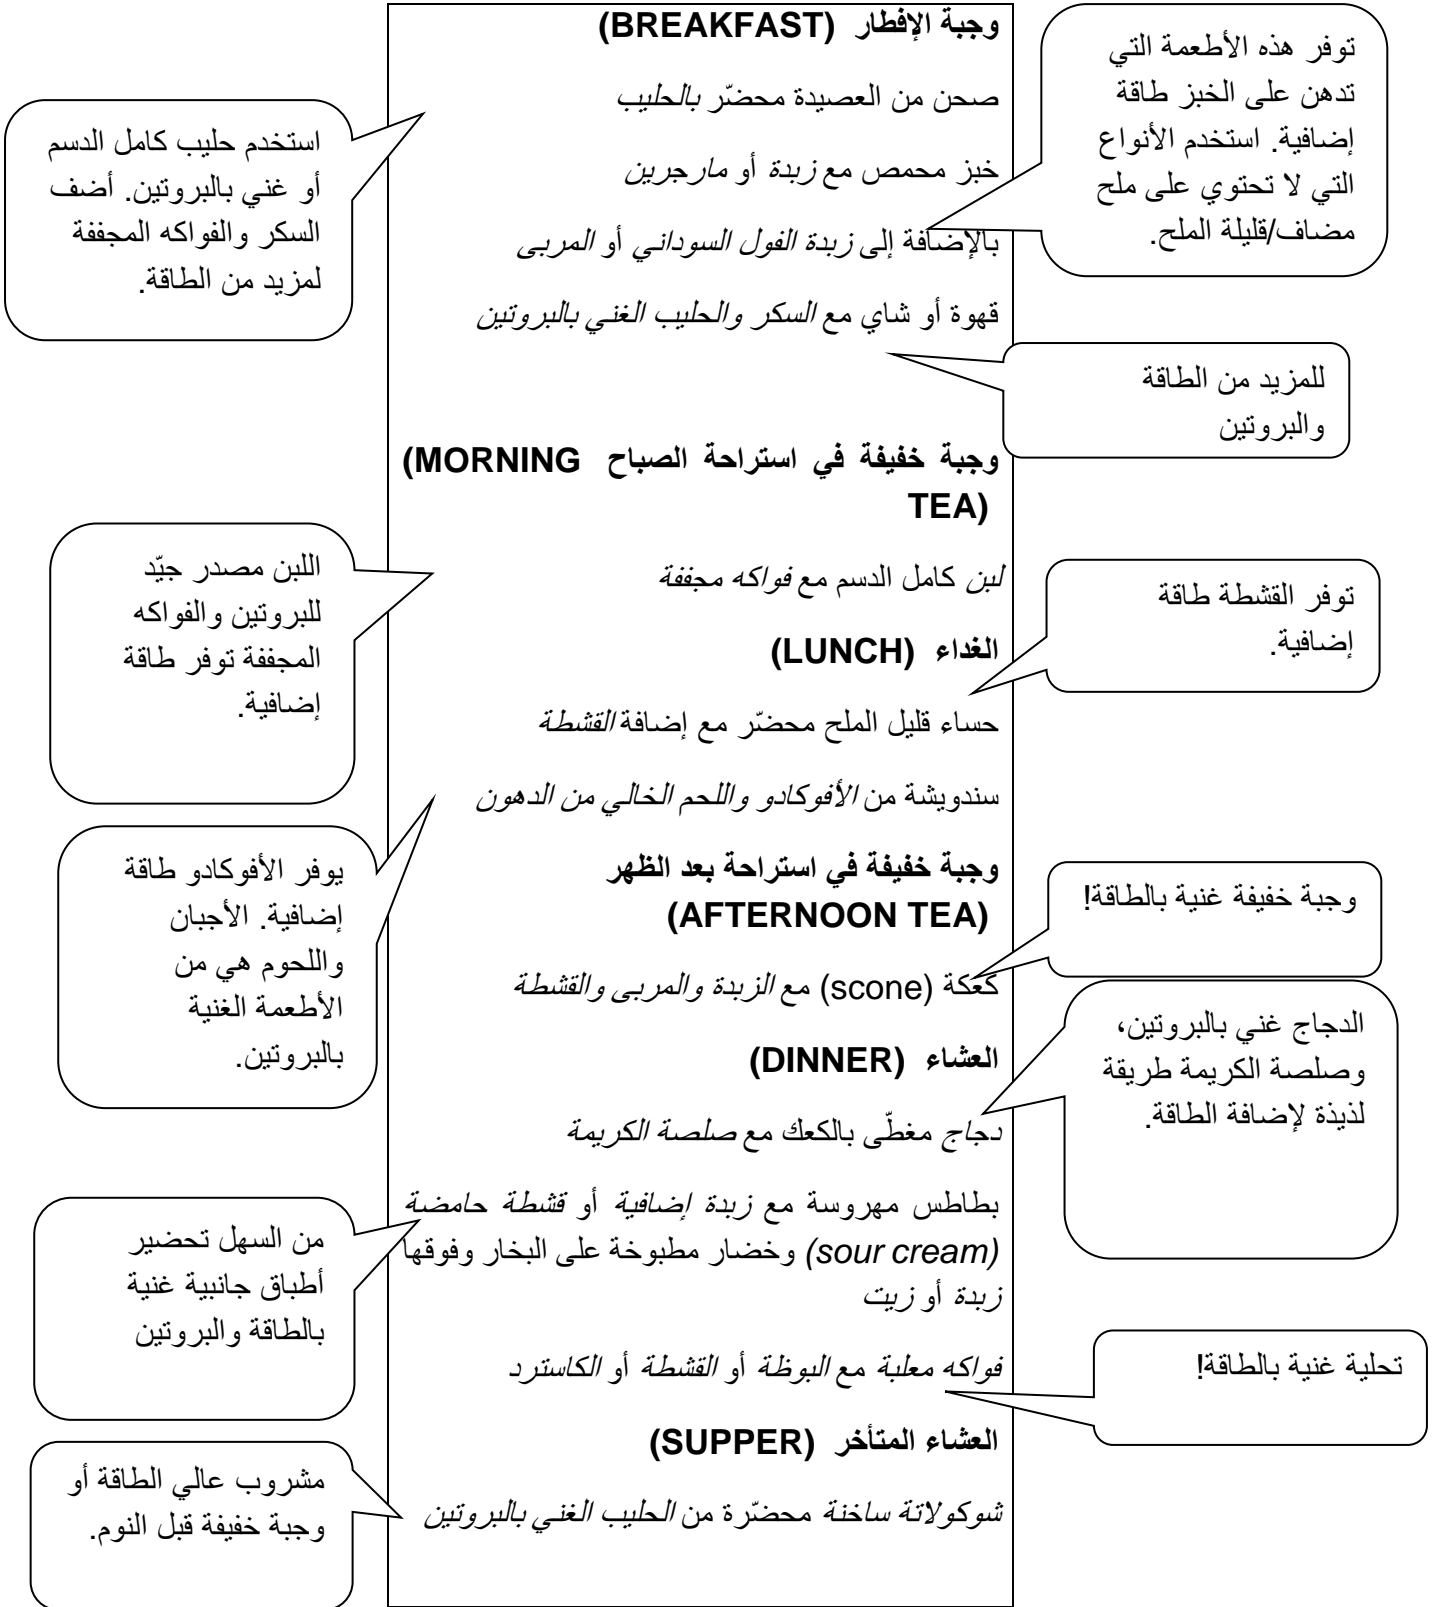 وجبة الإفطار (BREAKFAST)
صحن من العصيدة محضّر بالحليب
خبز محمص مع زبدة أو مارجرين
بالإضافة إلى زبدة الفول السوداني أو المربى
قهوة أو شاي مع السكر والحليب الغني بالبروتين
توفر هذه الأطعمة التي
تدهن على الخبز طاقة
إضافية. استخدم الأنواع
التي لا تحتوي على ملح
مضاف/قليلة الملح.
استخدم حليب كامل الدسم
أو غني بالبروتين. أضف
السكر والفواكه المجففة
لمزيد من الطاقة.
للمزيد من الطاقة
والبروتين
وجبة خفيفة في استراحة الصباح (MORNING
TEA)
لبن كامل الدسم مع فواكه مجففة
اللبن مصدر جيّد
للبروتين والفواكه
المجففة توفر طاقة
إضافية.
الغداء (LUNCH)
حساء قليل الملح محضّر مع إضافة القشطة
سندويشة من الأفوكادو واللحم الخالي من الدهون
توفر القشطة طاقة
إضافية.
يوفر الأفوكادو طاقة
إضافية. الأجبان
واللحوم هي من
الأطعمة الغنية
بالبروتين.
وجبة خفيفة في استراحة بعد الظهر
(AFTERNOON TEA)
كعكة (scone) مع الزبدة والمربى والقشطة
وجبة خفيفة غنية بالطاقة!
العشاء (DINNER)
دجاج مغطّى بالكعك مع صلصة الكريمة
بطاطس مهروسة مع زبدة إضافية أو قشطة حامضة
(sour cream) وخضار مطبوخة على البخار وفوقها
زبدة أو زيت
فواكه معلبة مع البوظة أو القشطة أو الكاسترد
الدجاج غني بالبروتين،
وصلصة الكريمة طريقة
لذيذة لإضافة الطاقة.
من السهل تحضير
أطباق جانبية غنية
بالطاقة والبروتين
تحلية غنية بالطاقة!
العشاء المتأخر (SUPPER)
شوكولاتة ساخنة محضّرة من الحليب الغني بالبروتين
مشروب عالي الطاقة أو
وجبة خفيفة قبل النوم.